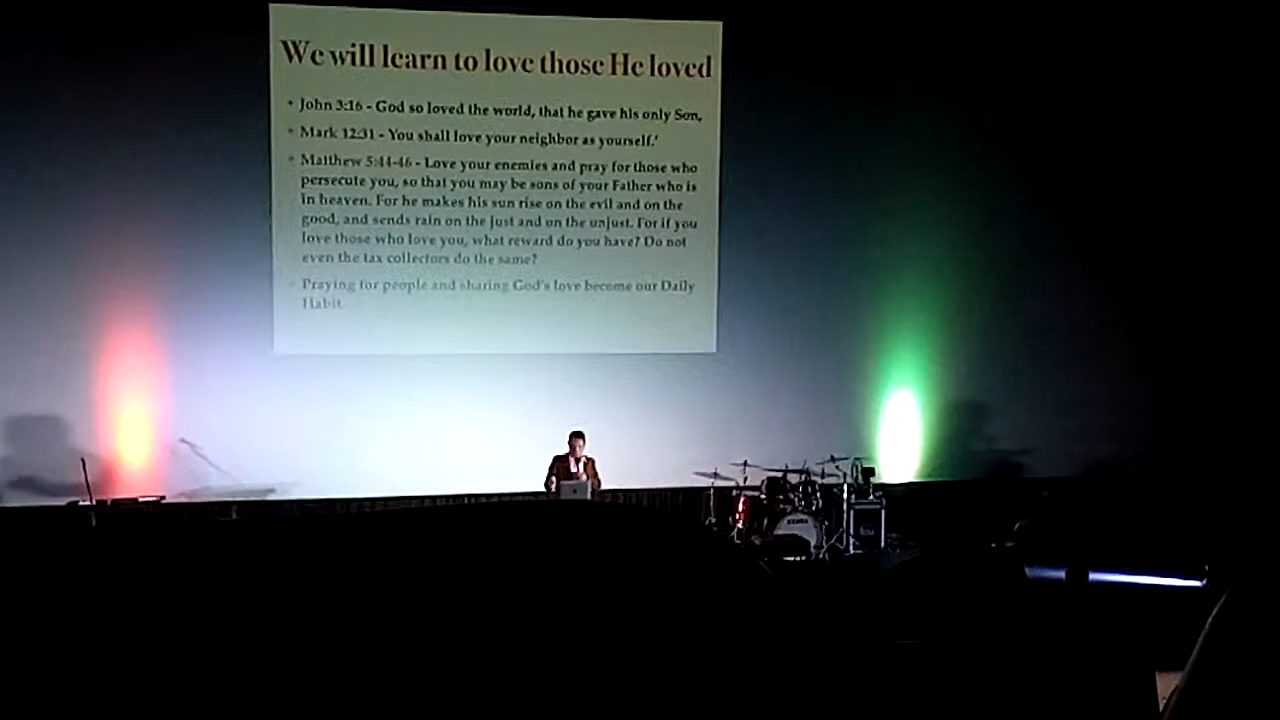 We will learn to love those He loved
• John 3:16 - God so loved the world, that he gave his only Son,
• Mark 12:31 - You shall love your neighbor as yourself.'
• Matthew 5:44-46 - Love your enemies and pray for those who
persecute you, so that you may be sons of your Father who is
in heaven. For he makes his sun rise on the evil and on the
good, and sends rain on the just and on the unjust. For if you
love those who love you, what reward do you have? Do not
even the tax collectors do the same?
• Praying for people and sharing God's love become our Daily
Habit.